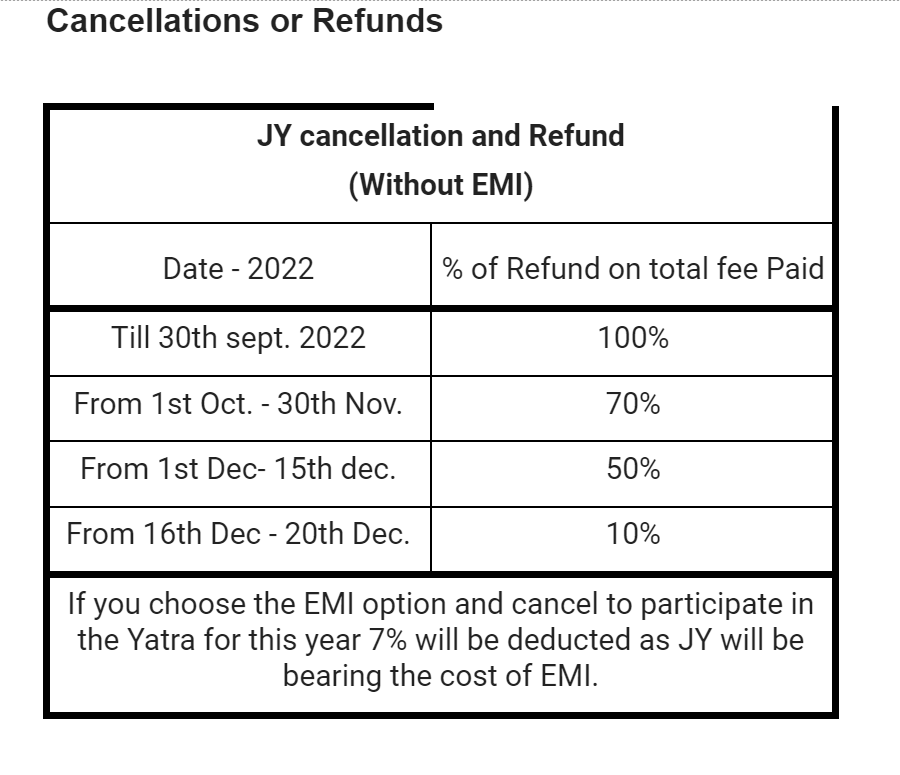 Cancellations or Refunds
JY cancellation and Refund
(Without EMI)
Date - 2022
% of Refund on total fee Paid
Till 30th sept. 2022
100%
From 1st Oct. - 30th Nov.
70%
From 1st Dec- 15th dec.
50%
From 16th Dec - 20th Dec.
10%
If you choose the EMI option and cancel to participate in
the Yatra for this year 7% will be deducted as JY will be
bearing the cost of EMI.